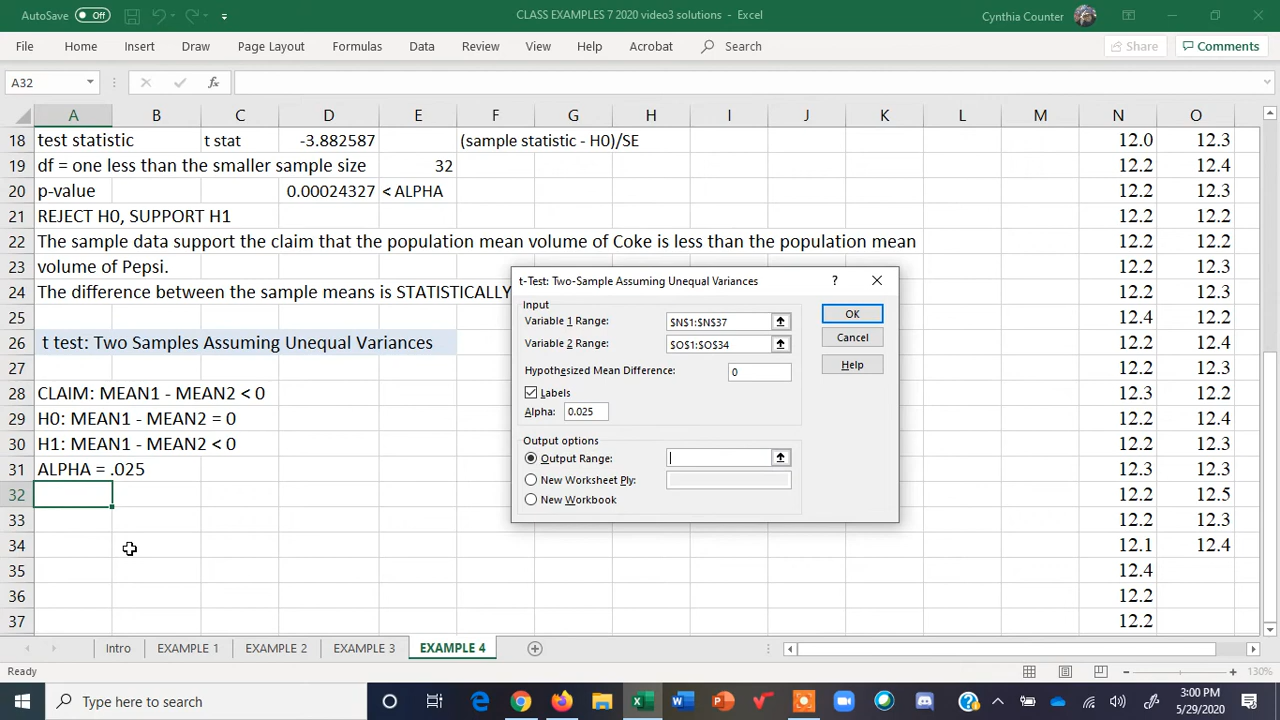 AutoSave Off
CLASS EXAMPLES 7 2020 video3 solutions - Excel
Cynthia Counter
File Home Insert Draw Page Layout Formulas Data Review View Help Acrobat Search Share Comments
A32 fx
A B C D E F G H I J K L M N O
18 test statistic t stat -3.882587 (sample statistic - H0)/SE 12.0 12.3
19 df = one less than the smaller sample size 32 12.2 12.4
20 p-value 0.00024327 < ALPHA 12.2 12.3
21 REJECT H0, SUPPORT H1 12.2 12.2
22 The sample data support the claim that the population mean volume of Coke is less than the population mean 12.2 12.2
23 volume of Pepsi. 12.2 12.3
24 The difference between the sample means is STATISTICALLY 12.2 12.2
25 12.4 12.3
26 t test: Two Samples Assuming Unequal Variances 12.2 12.4
27 12.2 12.3
28 CLAIM: MEAN1 - MEAN2 < 0 12.3 12.2
29 H0: MEAN1 - MEAN2 = 0 12.2 12.4
30 H1: MEAN1 - MEAN2 < 0 12.2 12.3
31 ALPHA = .025 12.3 12.3
32 12.2 12.5
33 12.2 12.3
34 12.1 12.4
35 12.4
36 12.2
37 12.2
t-Test: Two-Sample Assuming Unequal Variances ?
Input
Variable 1 Range: $N$1:$N$37 OK
Variable 2 Range: $O$1:$O$34 Cancel
Hypothesized Mean Difference: 0 Help
Labels
Alpha: 0.025
Output options
Output Range:
New Worksheet Ply:
New Workbook
Intro EXAMPLE 1 EXAMPLE 2 EXAMPLE 3 EXAMPLE 4
Ready 130%
Type here to search
3:00 PM
5/29/2020